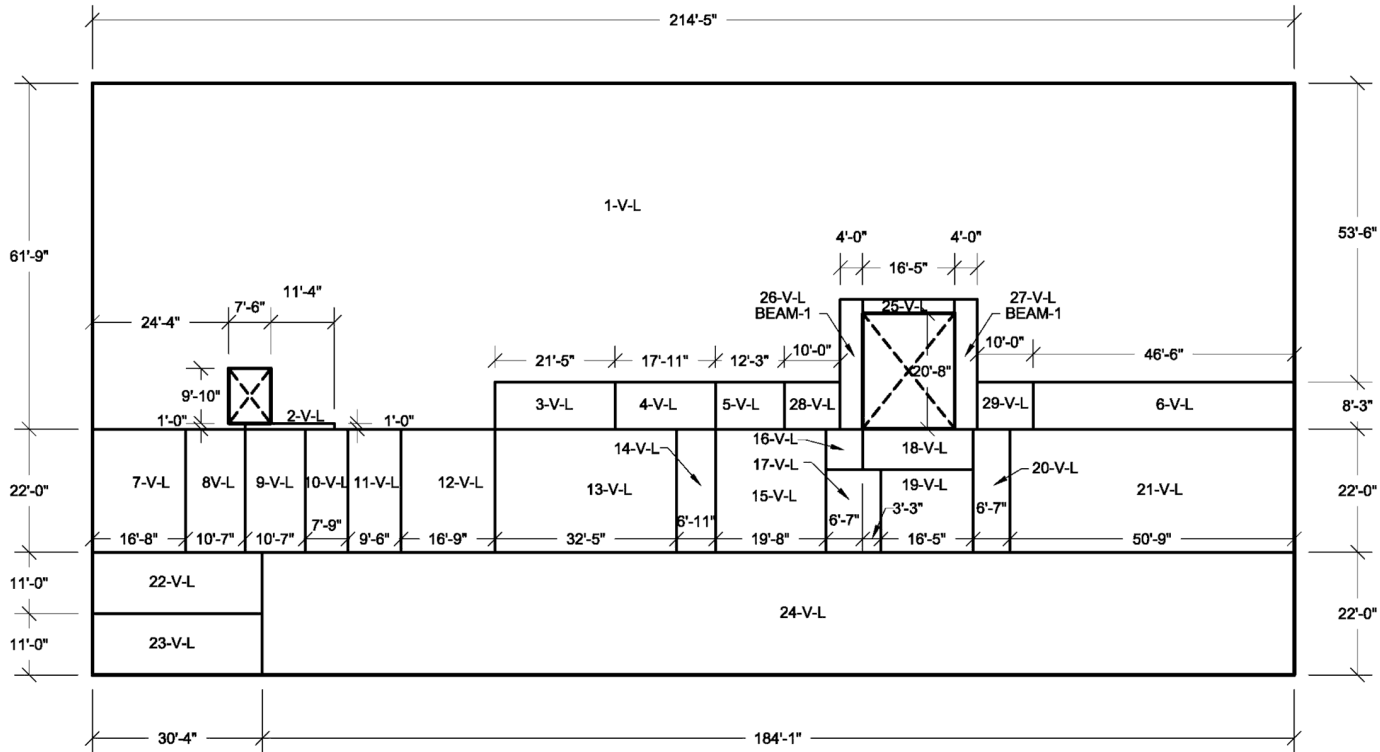 214'-5"
1-V-L
61'-9"
53'-6"
4'-0"
4'-0"
16'-5"
11'-4"
7'-6"
24'-4"
26-V-L
BEAM-1
25-V-L
27-V-L
BEAM-1
21'-5"
17'-11"
12'-3"
10'-0"
10'-0"
46'-6"
20'-8"
9'-10"
3-V-L
4-V-L
5-V-L
28-V-L
29-V-L
6-V-L
8'-3"
1'-0"
2-V-L
1'-0"
14-V-L
16-V-L
18-V-L
17-V-L
20-V-L
7-V-L
8V-L
9-V-L
10-V-L
11-V-L
12-V-L
13-V-L
15-V-L
19-V-L
21-V-L
22'-0"
22'-0"
7'-9"
6'-11"
6'-7"
3'-3"
6'-7"
16'-8"
10'-7"
10'-7"
9'-6"
16'-9"
32'-5"
19'-8"
16'-5"
50'-9"
11'-0"
22-V-L
24-V-L
22'-0"
11'-0"
23-V-L
30'-4"
184'-1"